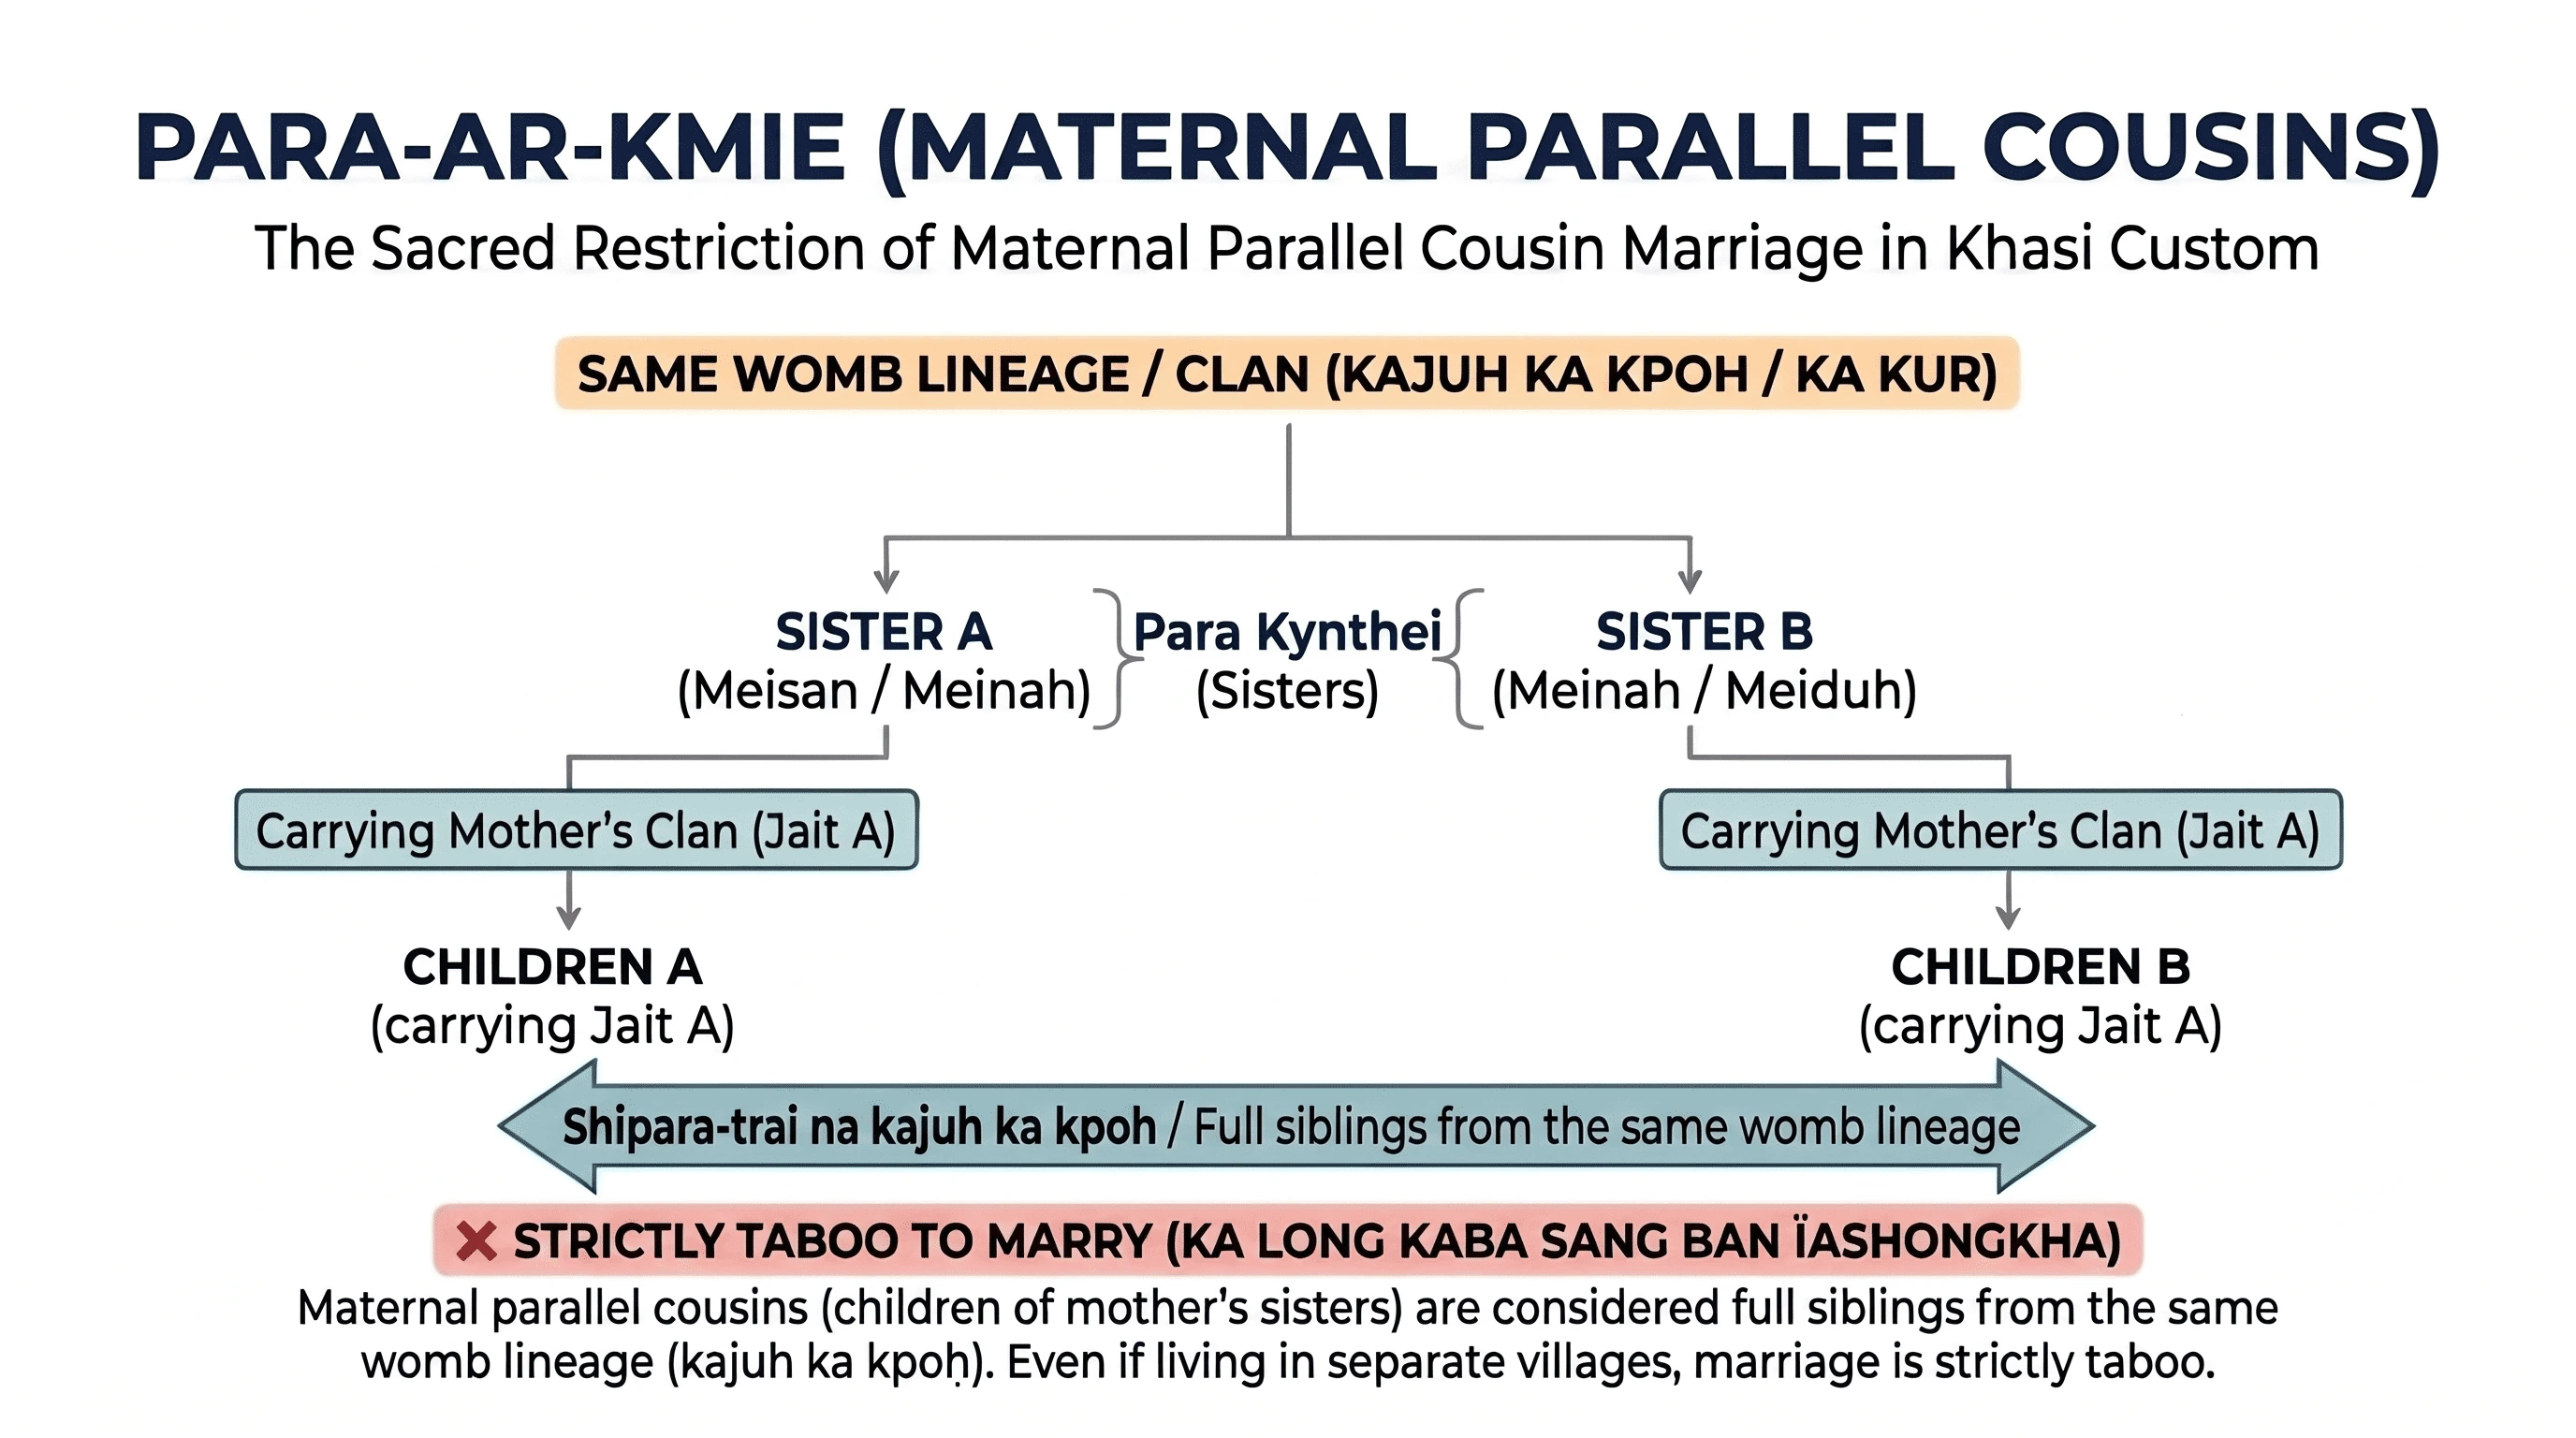 PARA-AR-KMIE (MATERNAL PARALLEL COUSINS)
The Sacred Restriction of Maternal Parallel Cousin Marriage in Khasi Custom
SAME WOMB LINEAGE / CLAN (KAJUH KA KPOH / KA KUR)
SISTER A
(Meisan / Meinah)
Para Kynthei
(Sisters)
SISTER B
(Meinah / Meiduh)
Carrying Mother’s Clan (Jait A)
Carrying Mother’s Clan (Jait A)
CHILDREN A
(carrying Jait A)
CHILDREN B
(carrying Jait A)
Shipara-trai na kajuh ka kpoh / Full siblings from the same womb lineage
❌ STRICTLY TABOO TO MARRY (KA LONG KABA SANG BAN ÏASHONGKHA)
Maternal parallel cousins (children of mother’s sisters) are considered full siblings from the same
womb lineage (kajuh ka kpoḥ). Even if living in separate villages, marriage is strictly taboo.